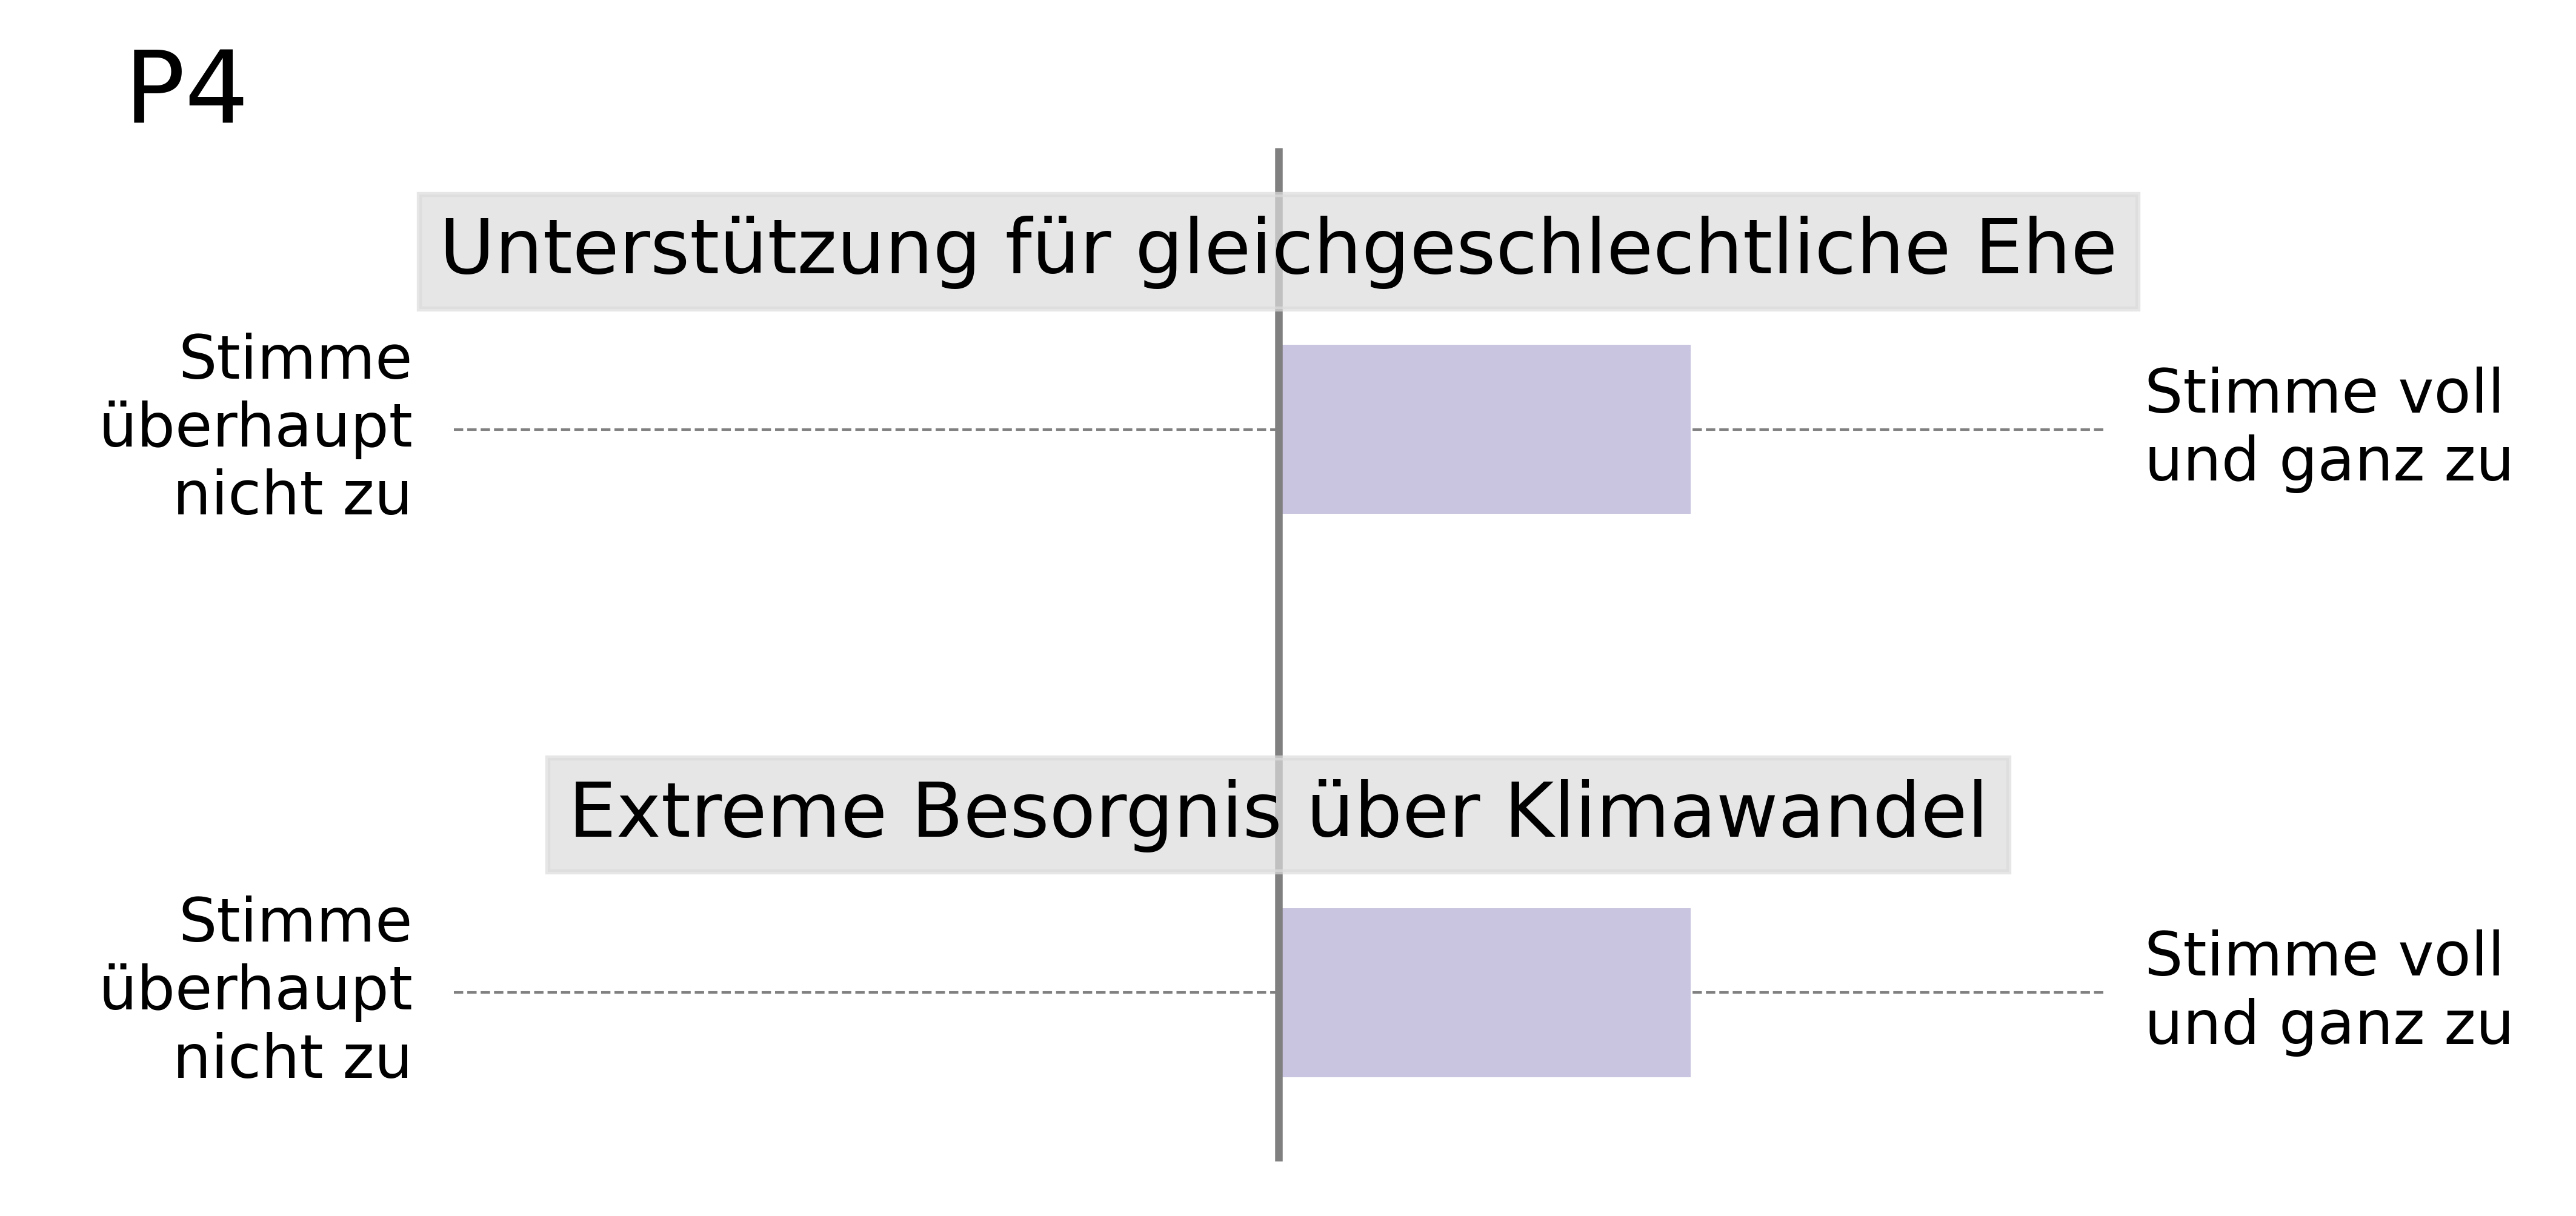 P4
Unterstützung für gleichgeschlechtliche Ehe
Stimme
überhaupt
nicht zu
Stimme voll
und ganz zu
Extreme Besorgnis über Klimawandel
Stimme
überhaupt
nicht zu
Stimme voll
und ganz zu